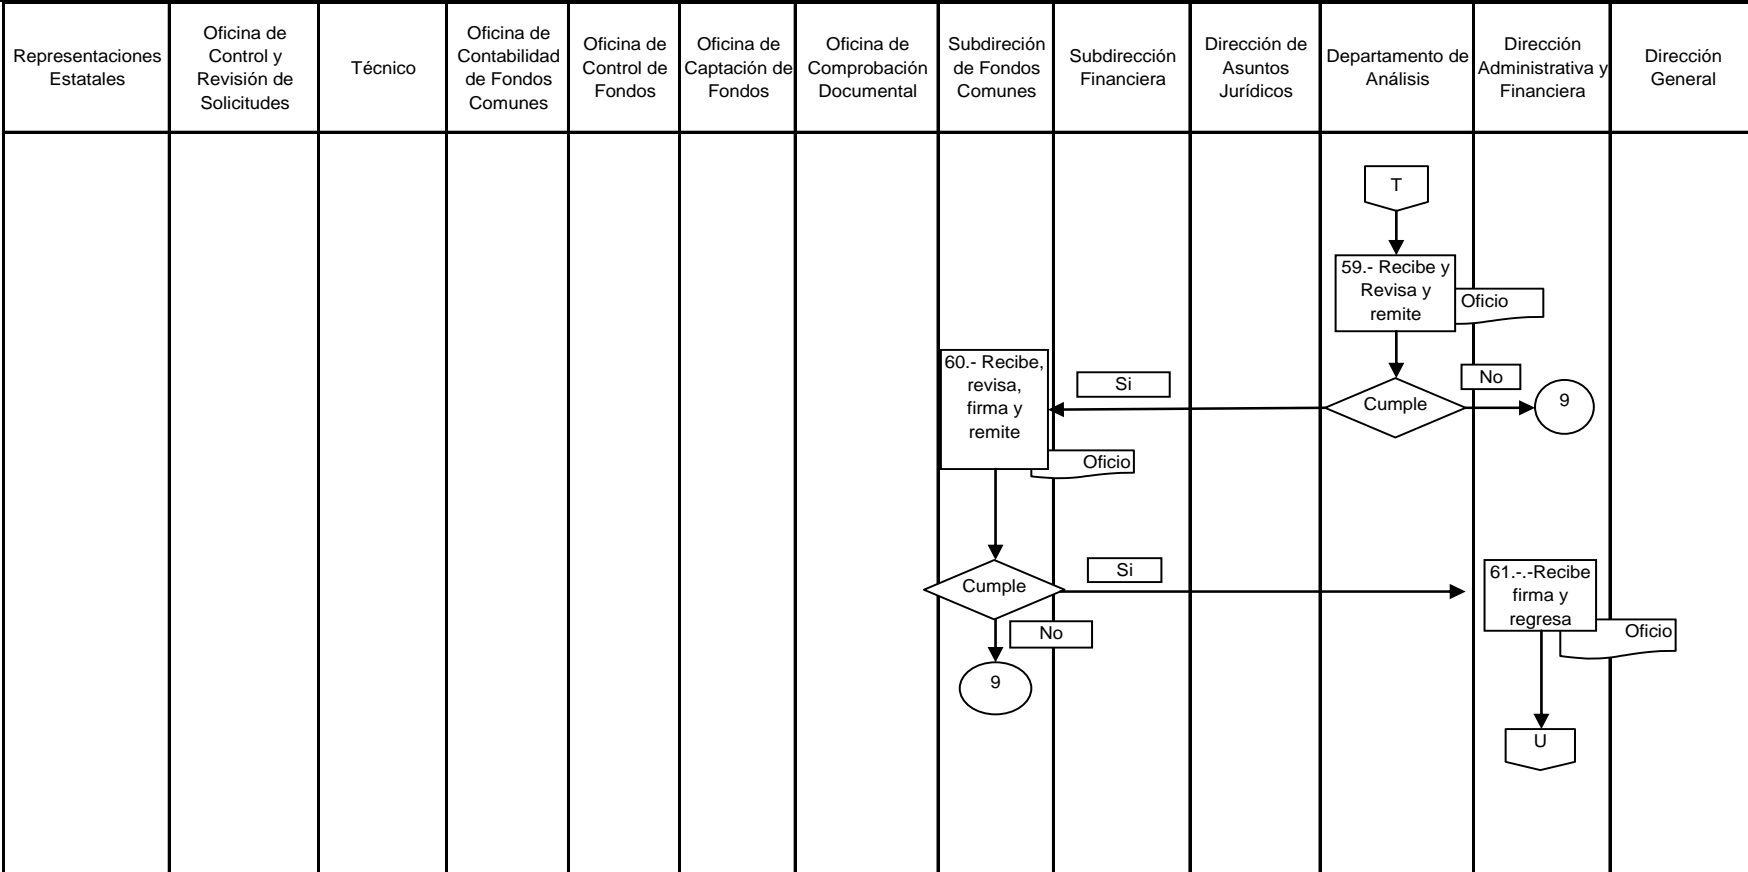 Representaciones
Estatales
Oficina de
Control y
Revisión de
Solicitudes
Técnico
Oficina de
Contabilidad
de Fondos
Comunes
Oficina de
Control de
Fondos
Oficina de
Captación de
Fondos
Oficina de
Comprobación
Documental
Subdireción
de Fondos
Comunes
Subdirección
Financiera
Dirección de
Asuntos
Jurídicos
Departamento de
Análisis
Dirección
Administrativa y
Financiera
Dirección
General
T
59.- Recibe y
Revisa y
remite
Oficio
Cumple
No
9
Si
60.- Recibe,
revisa,
firma y
remite
Oficio
Cumple
Si
No
9
61.-.-Recibe
firma y
regresa
Oficio
U